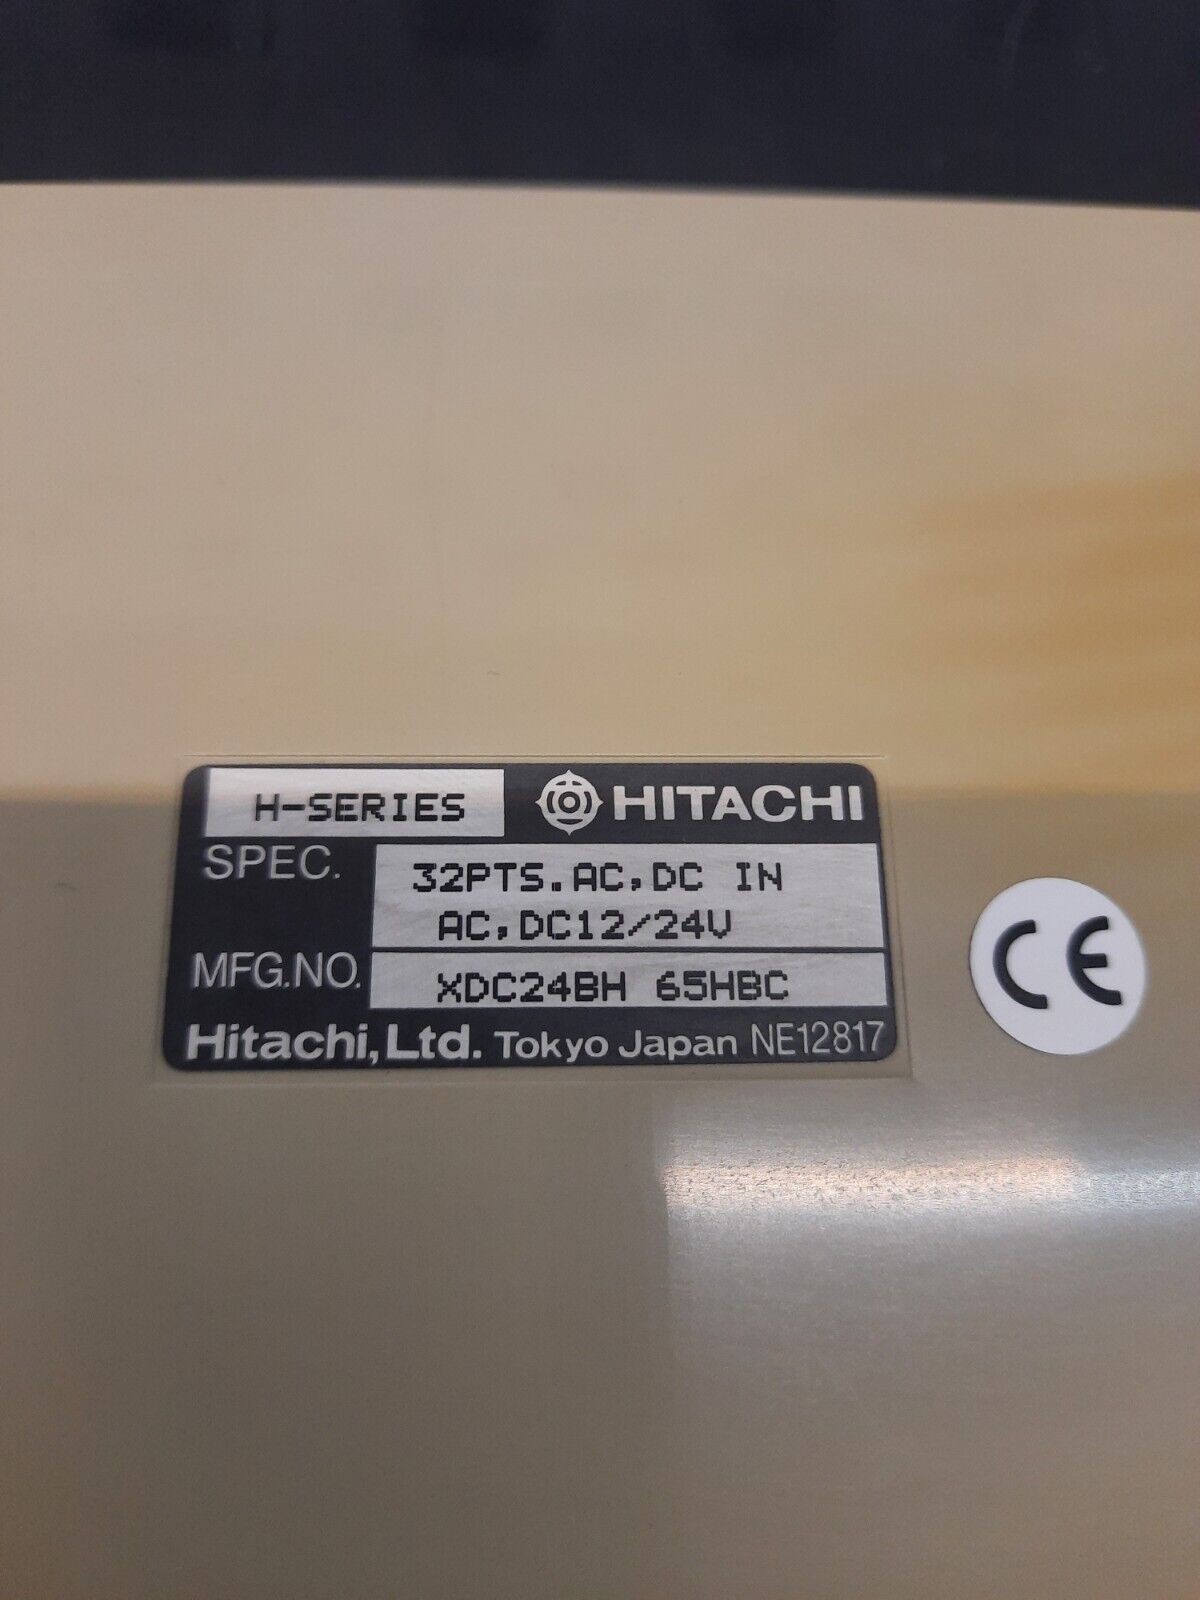 H-SERIES HITACHI
SPEC. 32PTS.AC,DC IN
AC,DC12/24V
MFG.NO. XDC24BH 65HBC
Hitachi,Ltd. Tokyo Japan NE12817
CE